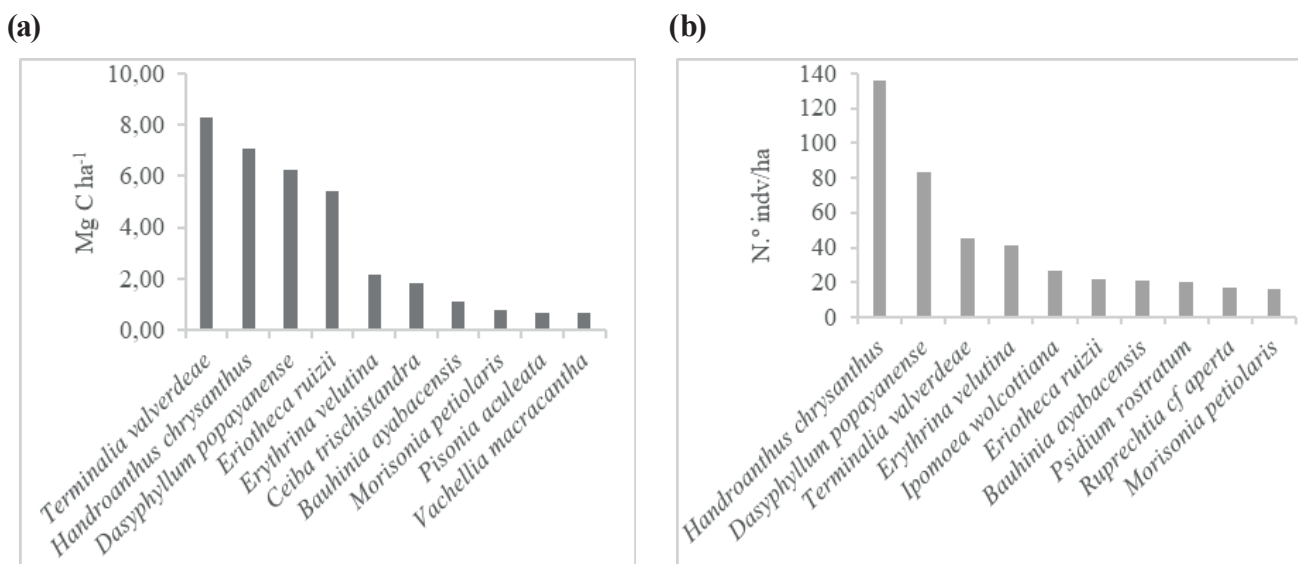 (a)
10,00
8,00
6,00
4,00
2,00
0,00
Mg C ha⁻¹
Terminalia valverdeae
Handroanthus chrysanthus
Dasyphyllum popayanense
Eriotheca ruizii
Erythrina velutina
Ceiba trischistandra
Bauhinia ayabacensis
Morisonia petiolaris
Pisonia aculeata
Vachellia macracantha
(b)
140
120
100
80
60
40
20
0
N.º indv/ha
Handroanthus chrysanthus
Dasyphyllum popayanense
Terminalia valverdeae
Erythrina velutina
Ipomoea wolcottiana
Eriotheca ruizii
Bauhinia ayabacensis
Psidium rostratum
Ruprechtia cf aperta
Morisonia petiolaris